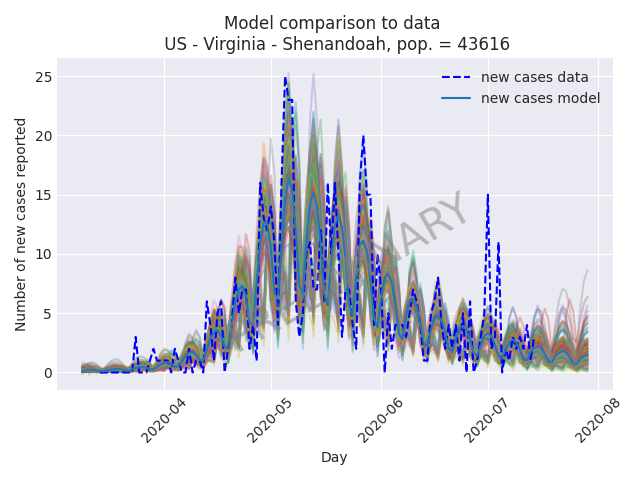 Model comparison to data
US - Virginia - Shenandoah, pop. = 43616
new cases data
new cases model
Number of new cases reported
25
20
15
10
5
0
2020-04
2020-05
2020-06
2020-07
2020-08
Day